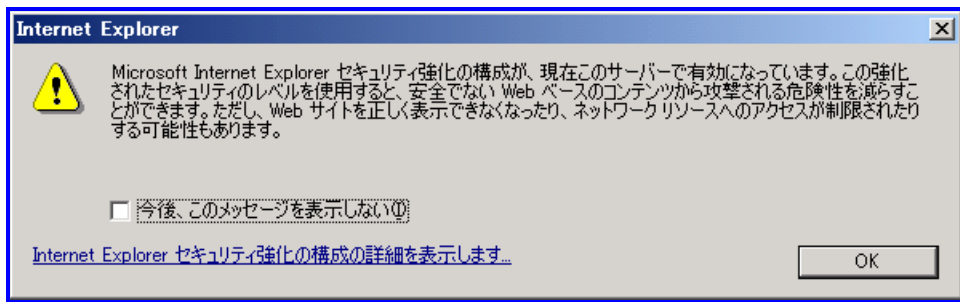 Internet Explorer
Microsoft Internet Explorer セキュリティ強化の構成が、現在このサーバーで有効になっています。この強化
されたセキュリティのレベルを使用すると、安全でない Web ベースのコンテンツから攻撃される危険性を減らすこ
とができます。ただし、Web サイトを正しく表示できなくなったり、ネットワーク リソースへのアクセスが制限されたり
する可能性もあります。
今後、このメッセージを表示しない(I)
Internet Explorer セキュリティ強化の構成の詳細を表示します...
OK